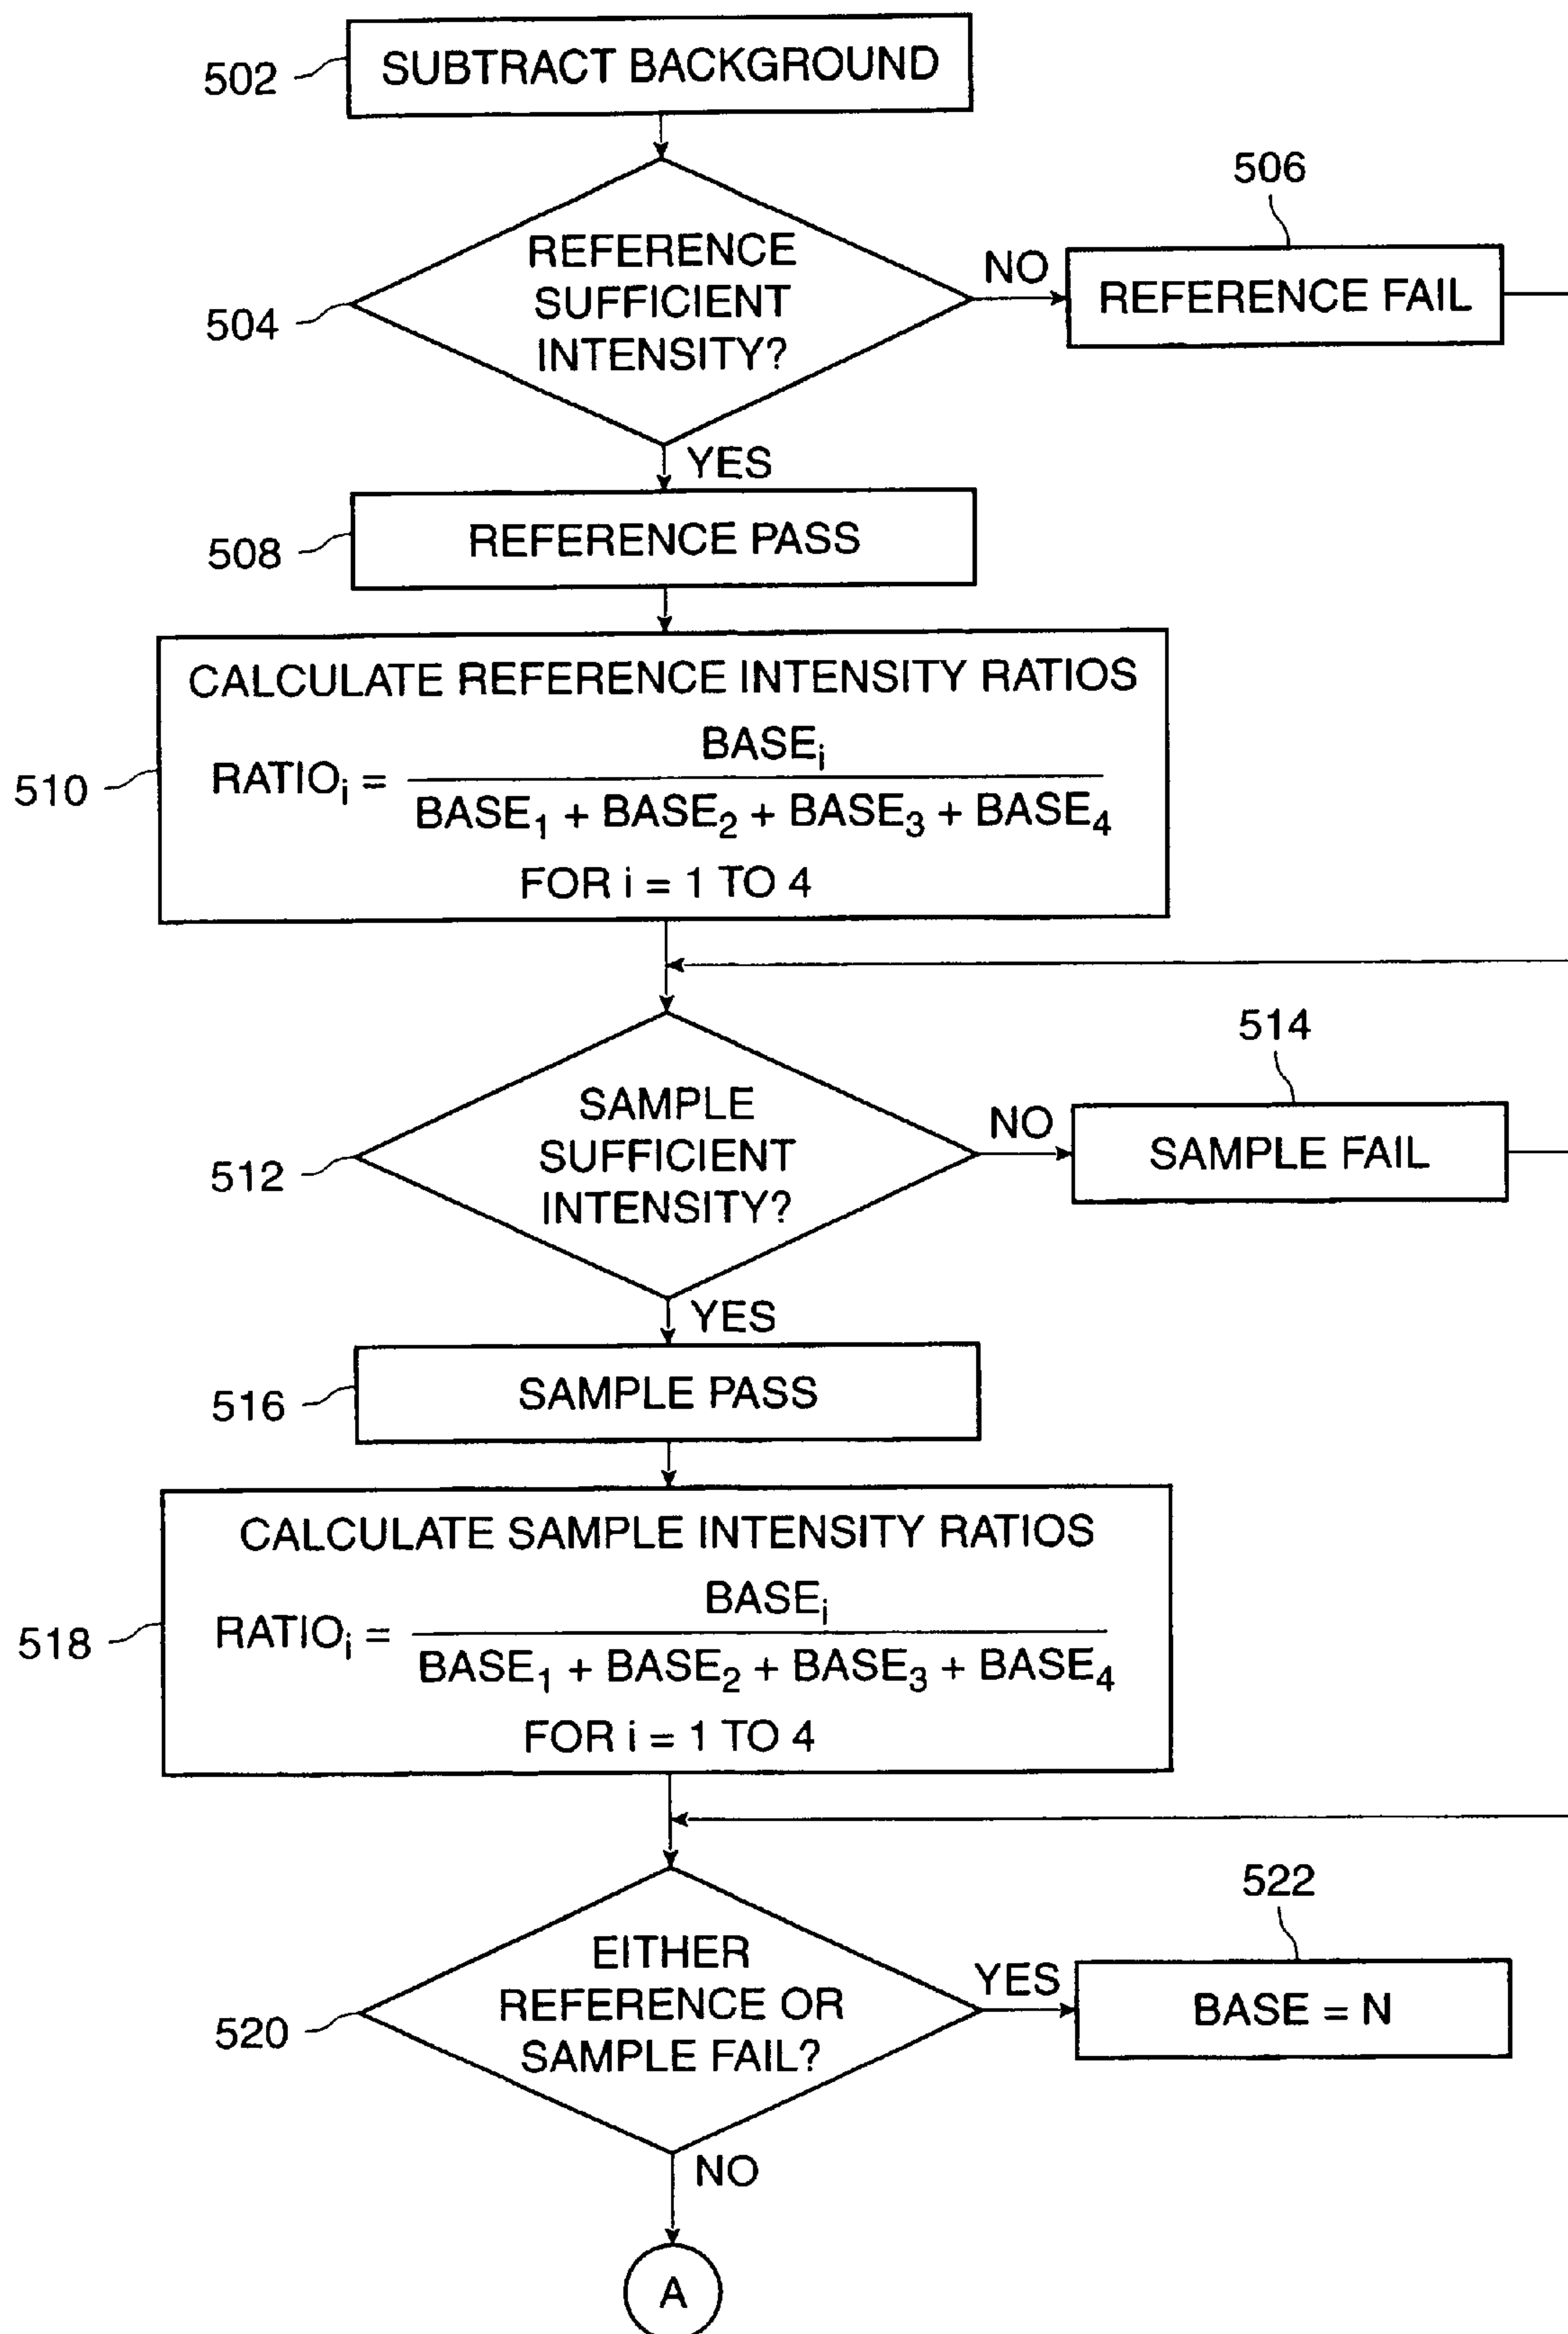 502
SUBTRACT BACKGROUND
506
504
REFERENCE
SUFFICIENT
INTENSITY?
NO
REFERENCE FAIL
YES
508
REFERENCE PASS
510
CALCULATE REFERENCE INTENSITY RATIOS
RATIOi = BASEi
BASE1 + BASE2 + BASE3 + BASE4
FOR i = 1 TO 4
514
512
SAMPLE
SUFFICIENT
INTENSITY?
NO
SAMPLE FAIL
YES
516
SAMPLE PASS
518
CALCULATE SAMPLE INTENSITY RATIOS
RATIOi = BASEi
BASE1 + BASE2 + BASE3 + BASE4
FOR i = 1 TO 4
522
520
EITHER
REFERENCE OR
SAMPLE FAIL?
YES
BASE = N
NO
A